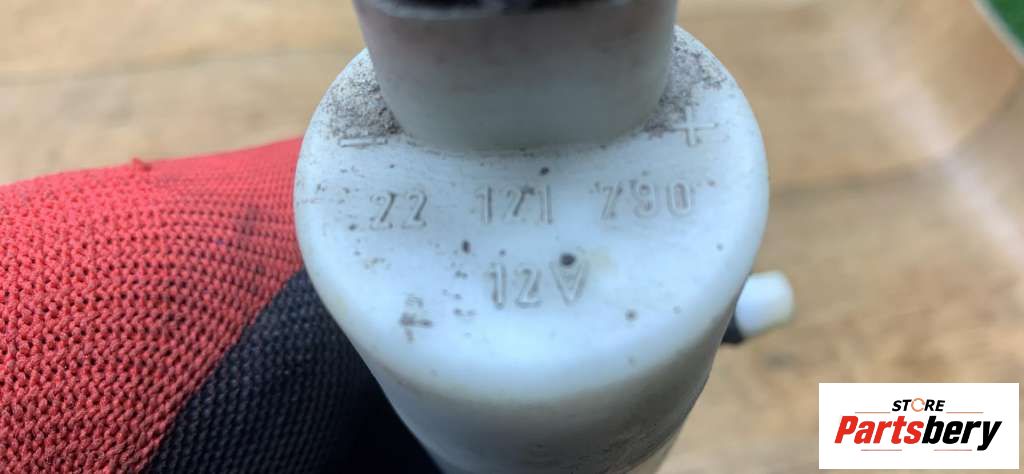 – +
22 121 790
12V
STORE
Partsbery